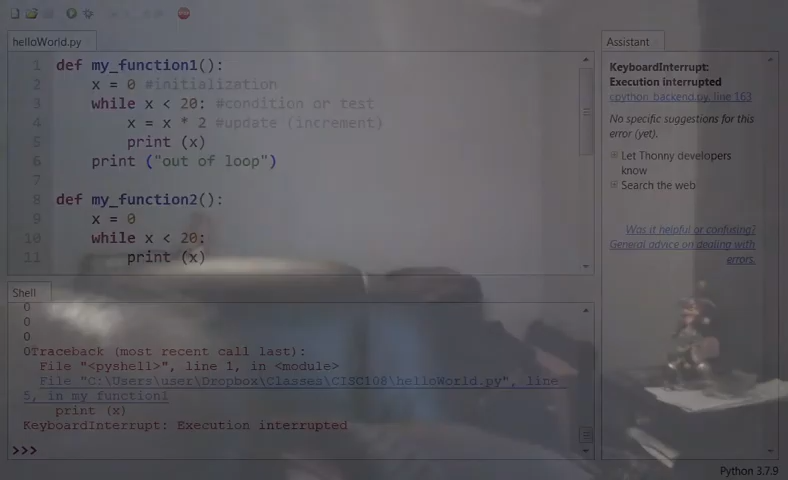 helloWorld.py
1 def my_function1():
2 x = 0 #initialization
3 while x < 20: #condition or test
4 x = x * 2 #update (increment)
5 print (x)
6 print ("out of loop")
7
8 def my_function2():
9 x = 0
10 while x < 20:
11 print (x)
Shell
0
0
0
0Traceback (most recent call last):
File "<pyshell>", line 1, in <module>
File "C:\Users\user\Dropbox\Classes\CISC108\helloWorld.py", line
5, in my_function1
print (x)
KeyboardInterrupt: Execution interrupted
>>>
Assistant
KeyboardInterrupt:
Execution interrupted
cpython_backend.py, line 163
No specific suggestions for this
error (yet).
Let Thonny developers
know
Search the web
Was it helpful or confusing?
General advice on dealing with
errors.
Python 3.7.9